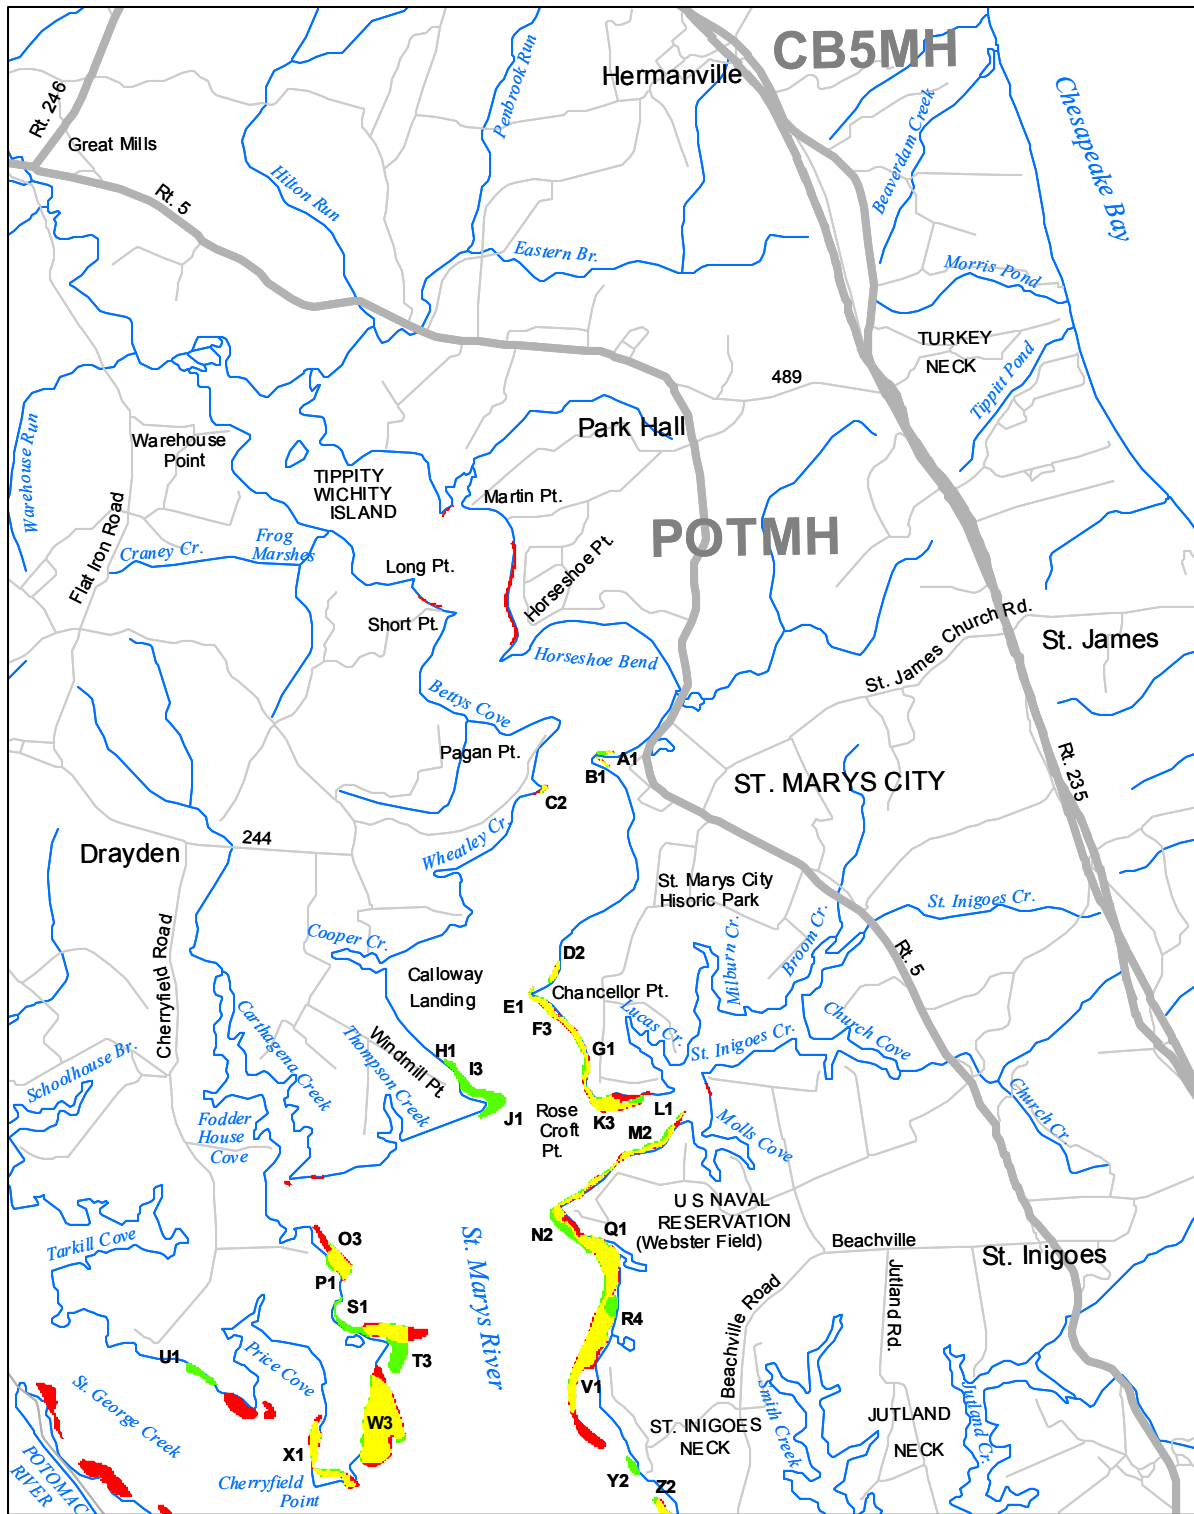 CB5MH
Hermanville
Penbrook Run
Rt. 246
Great Mills
Beaverdam Creek
Chesapeake Bay
Hilton Run
Rt. 5
Eastern Br.
Morris Pond
TURKEY
NECK
489
Tippitt Pond
Warehouse Run
Warehouse
Point
Park Hall
TIPPITY
WICHITY
ISLAND
Martin Pt.
POTMH
Flat Iron Road
Frog
Marshes
Craney Cr.
Long Pt.
Horseshoe Pt.
Short Pt.
St. James Church Rd.
St. James
Horseshoe Bend
Bettys Cove
Pagan Pt.
A1
B1
Rt. 235
ST. MARYS CITY
C2
244
Drayden
Wheatley Cr.
St. Marys City
Hisoric Park
St. Inigoes Cr.
Cherryfield Road
Cooper Cr.
Milburn Cr.
Broom Cr.
Rt. 5
D2
Calloway
Landing
E1
Chancellor Pt.
F3
Lucas Cr.
St. Inigoes Cr.
Church Cove
Carthagena Creek
Thompson Creek
Windmill Pt.
H1
I3
G1
Schoolhouse Br.
J1
Rose
Croft
Pt.
K3
L1
M2
Molls Cove
Church Cr.
Fodder
House
Cove
U S NAVAL
RESERVATION
(Webster Field)
N2
Q1
Beachville
St. Inigoes
Tarkill Cove
O3
P1
St. Marys River
S1
R4
Beachville Road
Jutland Rd.
U1
Price Cove
T3
V1
St. George Creek
W3
Smith Creek
ST. INIGOES
NECK
JUTLAND
NECK
Jutland Cr.
X1
POTOMAC
RIVER
Cherryfield
Point
Y2
Z2